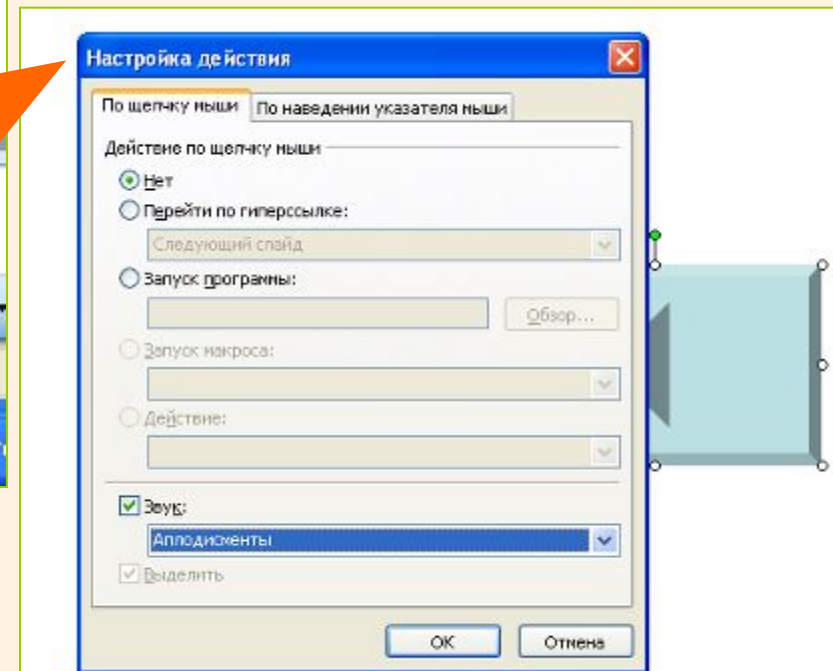 Настройка действия
По щелчку мыши По наведении указателя мыши
Действие по щелчку мыши
Нет
Перейти по гиперссылке:
Следующий слайд
Запуск программы:
Обзор...
Запуск макроса:
Действие:
Звук:
Аплодисменты
Выделить
ОК Отмена